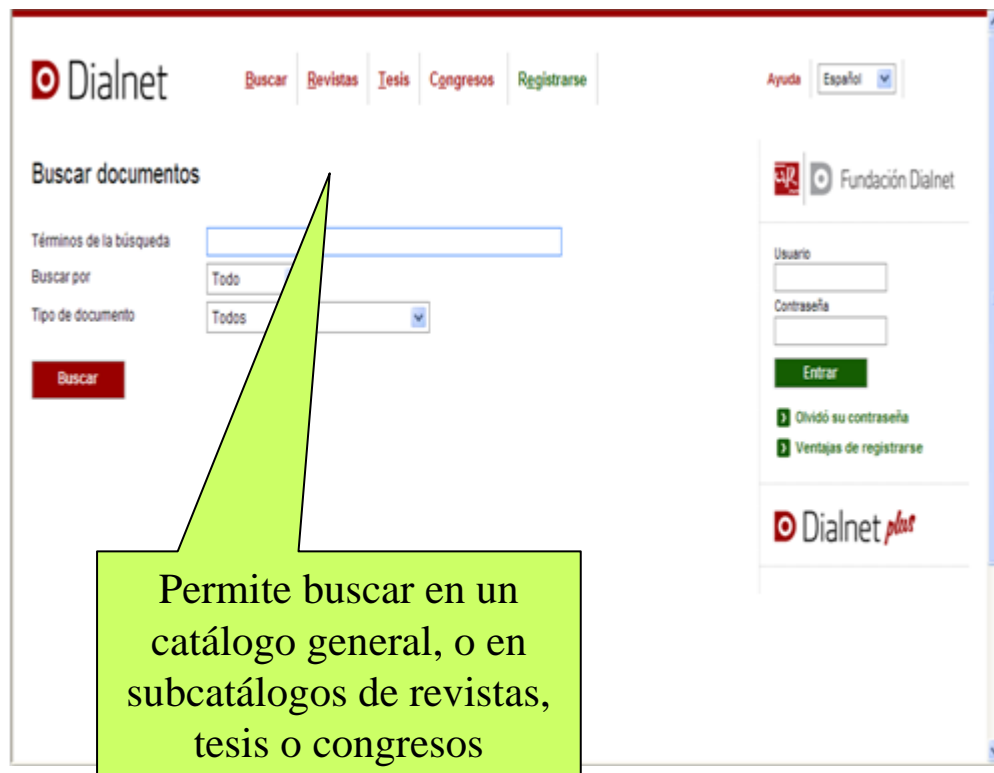 Dialnet
Buscar Revistas Tesis Congresos Registrarse
Ayuda Español
Buscar documentos
Términos de la búsqueda
Buscar por Todo
Tipo de documento Todos
Buscar
UR Fundación Dialnet
Usuario
Contraseña
Entrar
Olvidó su contraseña
Ventajas de registrarse
Dialnet plus
Permite buscar en un
catálogo general, o en
subcatálogos de revistas,
tesis o congresos